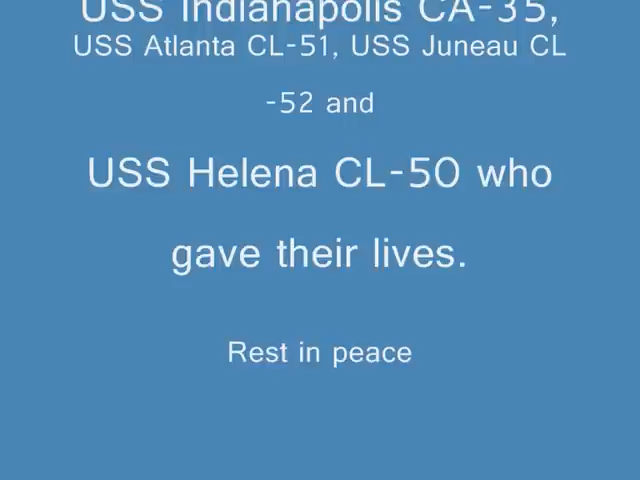 USS Indianapolis CA-35,
USS Atlanta CL-51, USS Juneau CL
-52 and
USS Helena CL-50 who
gave their lives.
Rest in peace